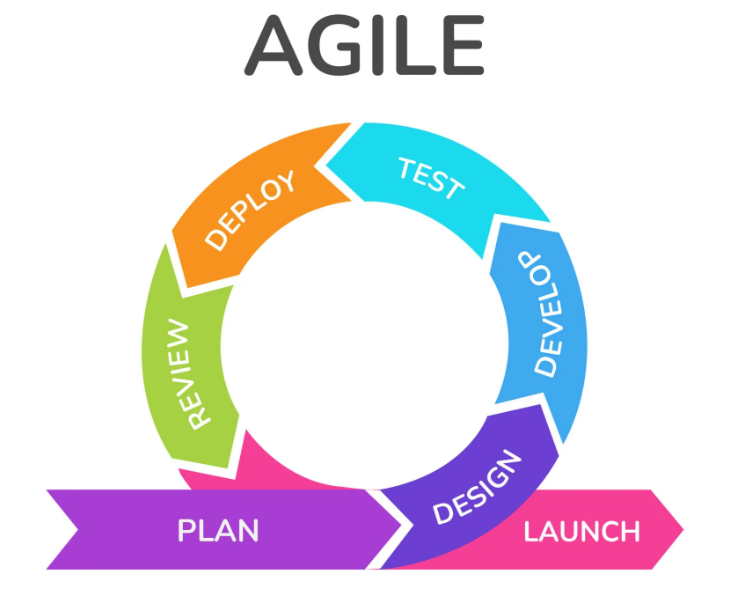 AGILE
PLAN
DESIGN
DEVELOP
TEST
DEPLOY
REVIEW
LAUNCH